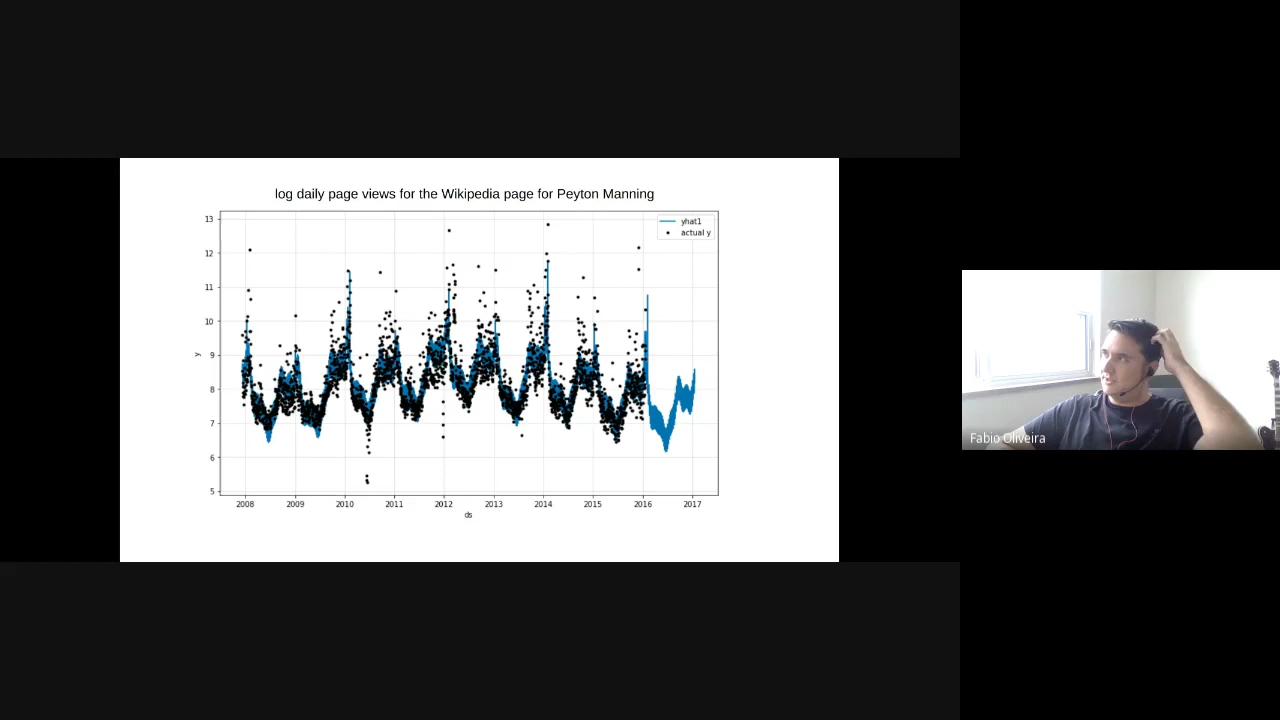 log daily page views for the Wikipedia page for Peyton Manning
yhat1
actual y
y
13
12
11
10
9
8
7
6
5
2008 2009 2010 2011 2012 2013 2014 2015 2016 2017
ds
Fabio Oliveira